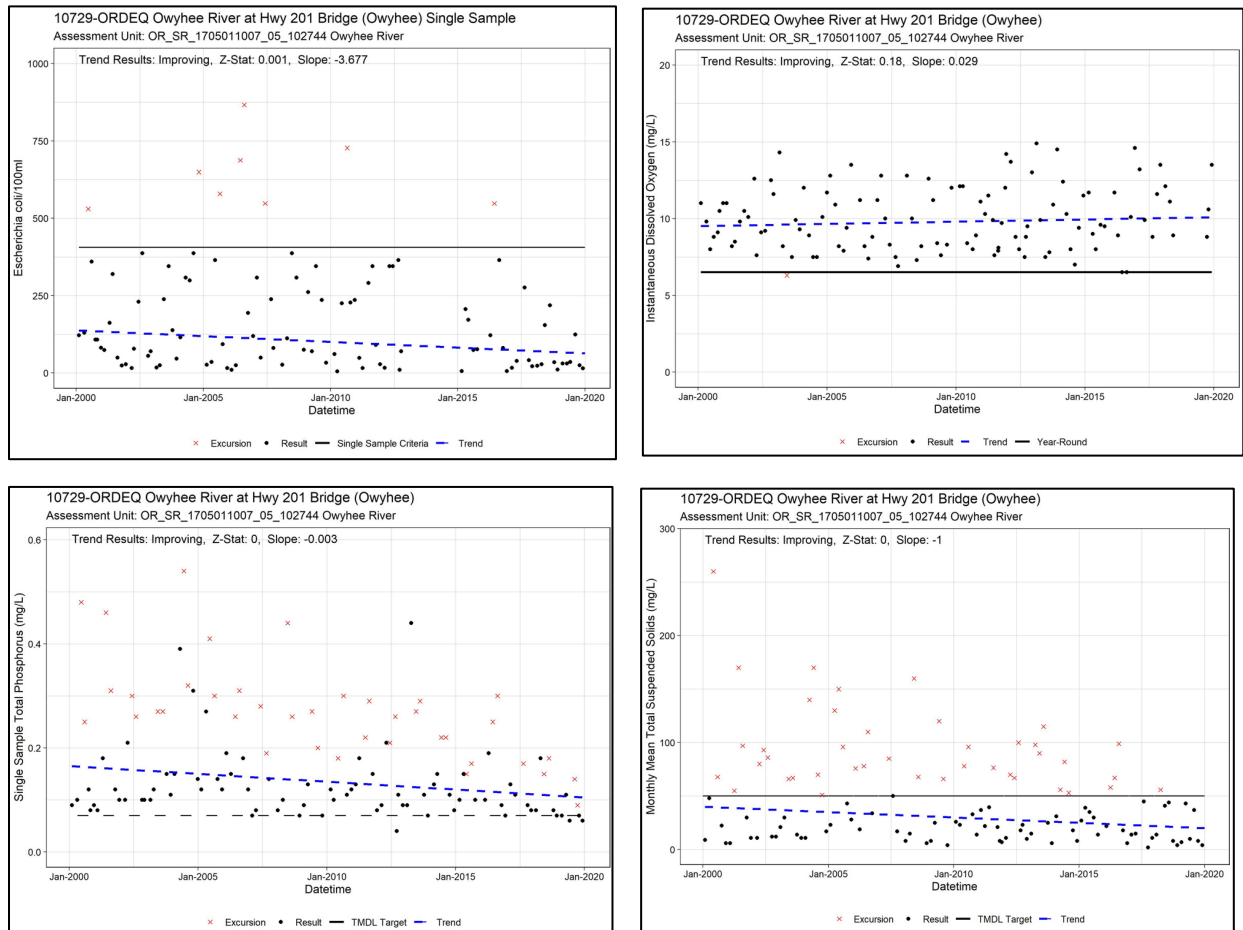 10729-ORDEQ Owyhee River at Hwy 201 Bridge (Owyhee) Single Sample
Assessment Unit: OR_SR_1705011007_05_102744 Owyhee River
Trend Results: Improving, Z-Stat: 0.001, Slope: -3.677
Escherichia coli/100ml
1000
750
500
250
0
Jan-2000 Jan-2005 Jan-2010 Jan-2015 Jan-2020
Datetime
Excursion Result Single Sample Criteria Trend
10729-ORDEQ Owyhee River at Hwy 201 Bridge (Owyhee)
Assessment Unit: OR_SR_1705011007_05_102744 Owyhee River
Trend Results: Improving, Z-Stat: 0.18, Slope: 0.029
Instantaneous Dissolved Oxygen (mg/L)
20
15
10
5
0
Jan-2000 Jan-2005 Jan-2010 Jan-2015 Jan-2020
Datetime
Excursion Result Trend Year-Round
10729-ORDEQ Owyhee River at Hwy 201 Bridge (Owyhee)
Assessment Unit: OR_SR_1705011007_05_102744 Owyhee River
Trend Results: Improving, Z-Stat: 0, Slope: -0.003
Single Sample Total Phosphorus (mg/L)
0.6
0.4
0.2
0.0
Jan-2000 Jan-2005 Jan-2010 Jan-2015 Jan-2020
Datetime
Excursion Result TMDL Target Trend
10729-ORDEQ Owyhee River at Hwy 201 Bridge (Owyhee)
Assessment Unit: OR_SR_1705011007_05_102744 Owyhee River
Trend Results: Improving, Z-Stat: 0, Slope: -1
Monthly Mean Total Suspended Solids (mg/L)
300
200
100
0
Jan-2000 Jan-2005 Jan-2010 Jan-2015 Jan-2020
Datetime
Excursion Result TMDL Target Trend